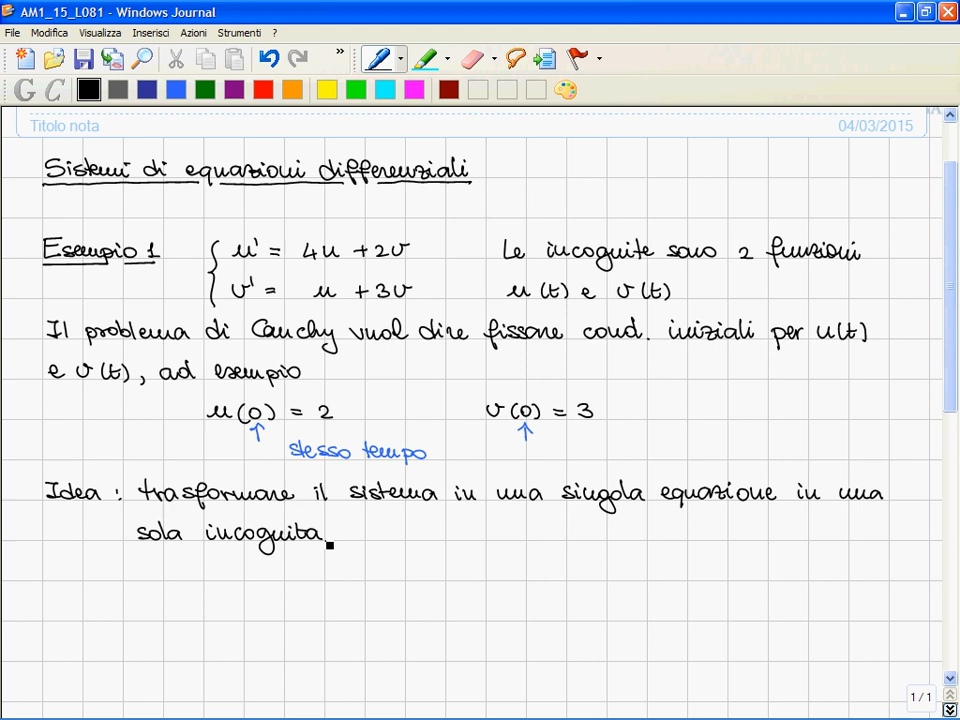 AM1_15_L081 - Windows Journal
File Modifica Visualizza Inserisci Azioni Strumenti ?
»
G C
Titolo nota 04/03/2015
Sistemi di equazioni differenziali
Esempio 1 { u' = 4u + 2v Le incognite sono 2 funzioni
v' = u + 3v u(t) e v(t)
Il problema di Cauchy vuol dire fissare cond. iniziali per u(t)
e v(t), ad esempio
u(0) = 2 v(0) = 3
↑ stesso tempo ↑
Idea : trasformare il sistema in una singola equazione in una
sola incognita.
1 / 1